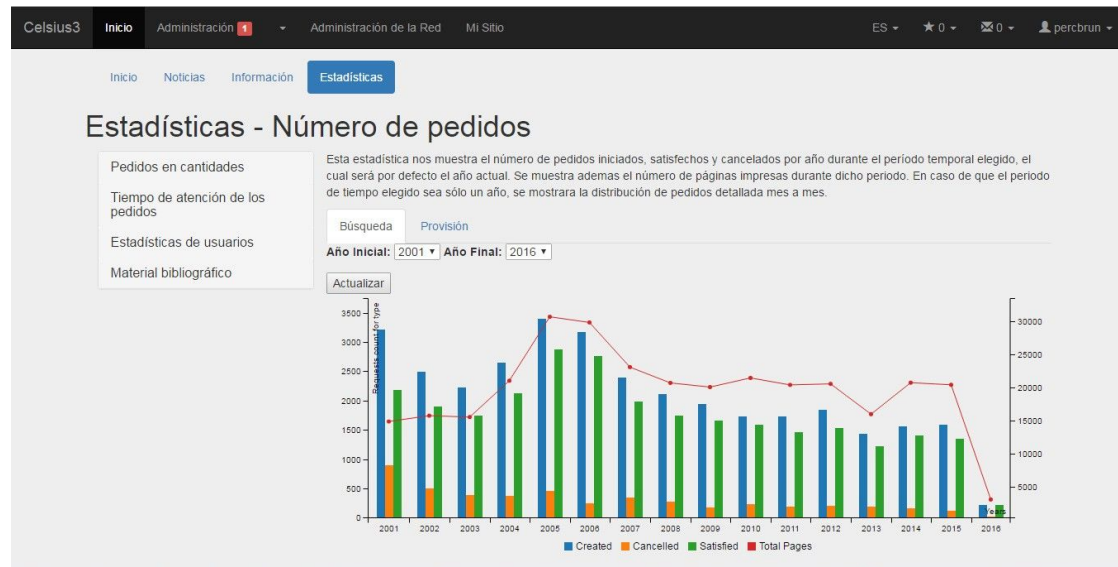 Celsius3 Inicio Administración 1 Administración de la Red Mi Sitio ES 0 0 percbrun
Inicio Noticias Información Estadísticas
Estadísticas - Número de pedidos
Pedidos en cantidades
Tiempo de atención de los
pedidos
Estadísticas de usuarios
Material bibliográfico
Esta estadística nos muestra el número de pedidos iniciados, satisfechos y cancelados por año durante el período temporal elegido, el
cual será por defecto el año actual. Se muestra ademas el número de páginas impresas durante dicho periodo. En caso de que el periodo
de tiempo elegido sea sólo un año, se mostrara la distribución de pedidos detallada mes a mes.
Búsqueda Provisión
Año Inicial: 2001 Año Final: 2016
Actualizar
Requests count for type
3500
3000
2500
2000
1500
1000
500
0
30000
25000
20000
15000
10000
5000
Years
2001 2002 2003 2004 2005 2006 2007 2008 2009 2010 2011 2012 2013 2014 2015 2016
Created Cancelled Satisfied Total Pages